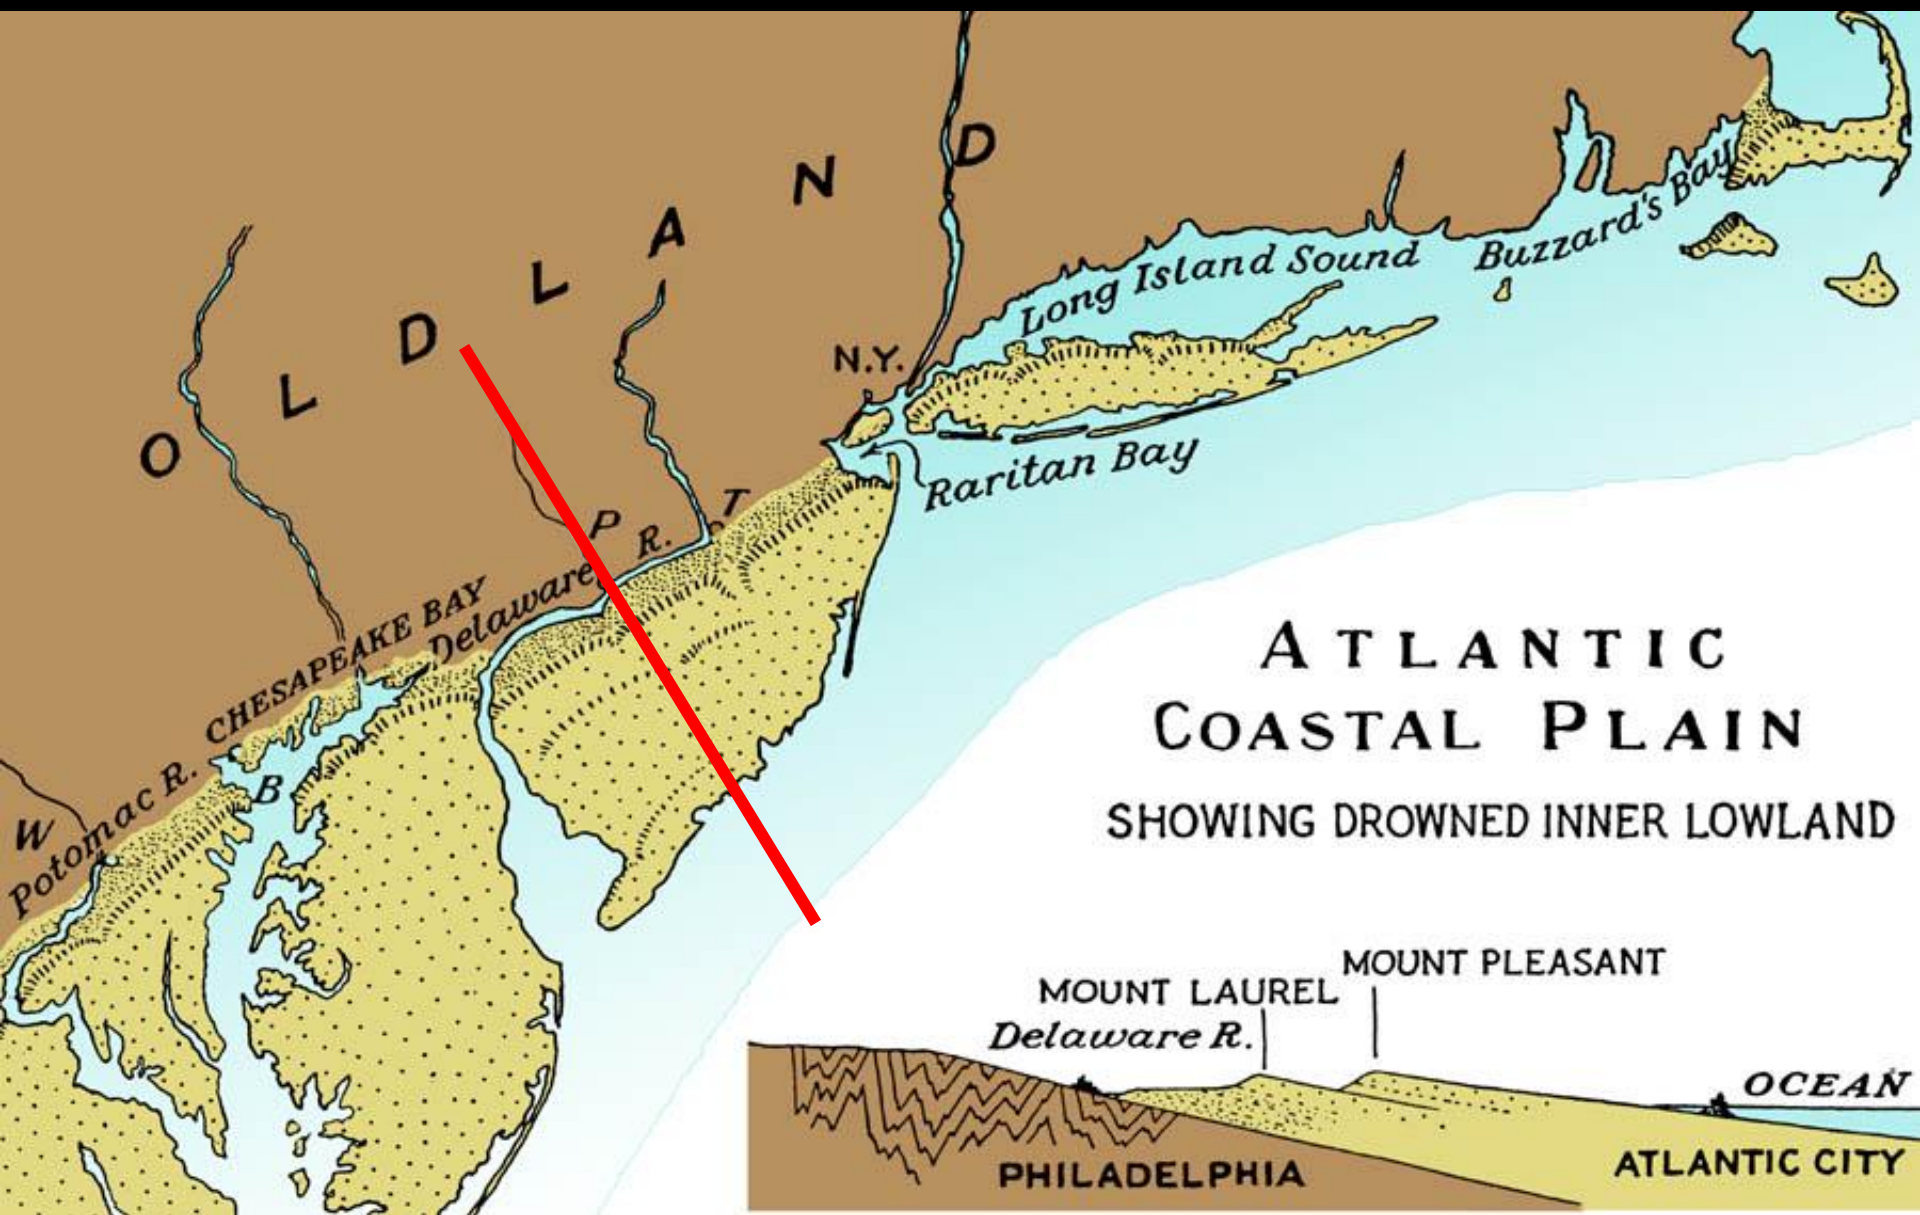 OLDLAND
N.Y.
Long Island Sound
Buzzard's Bay
Raritan Bay
T
P
Delaware R.
CHESAPEAKE BAY
Potomac R.
B
W
ATLANTIC
COASTAL PLAIN
SHOWING DROWNED INNER LOWLAND
MOUNT PLEASANT
MOUNT LAUREL
Delaware R.
OCEAN
PHILADELPHIA
ATLANTIC CITY